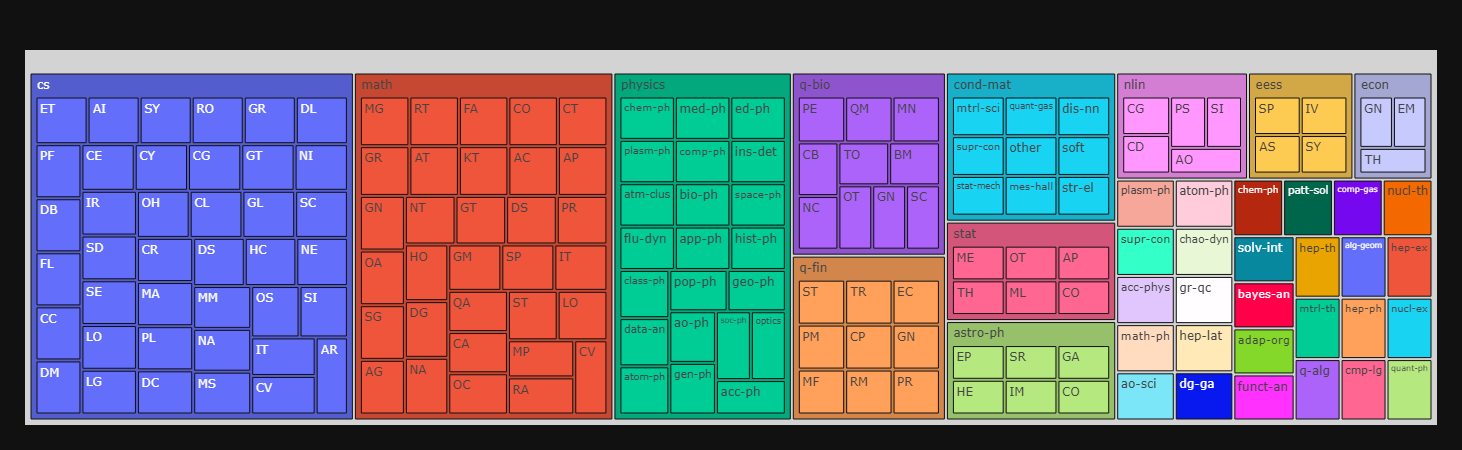 cs
ET AI SY RO GR DL
PF CE CY CG GT NI
DB IR OH CL GL SC
FL SD CR DS HC NE
CC SE MA MM OS SI
DM LO PL NA IT AR
LG DC MS CV
math
MG RT FA CO CT
GR AT KT AC AP
GN NT GT DS PR
OA HO GM SP IT
SG DG QA ST LO
AG NA CA MP CV
OC RA
physics
chem-ph med-ph ed-ph
plasm-ph comp-ph ins-det
atm-clus bio-ph space-ph
flu-dyn app-ph hist-ph
class-ph pop-ph geo-ph
data-an ao-ph soc-ph optics
atom-ph gen-ph acc-ph
q-bio
PE QM MN
CB TO BM
NC OT GN SC
q-fin
ST TR EC
PM CP GN
MF RM PR
cond-mat
mtrl-sci quant-gas dis-nn
supr-con other soft
stat-mech mes-hall str-el
stat
ME OT AP
TH ML CO
astro-ph
EP SR GA
HE IM CO
nlin
CG PS SI
CD AO
eess
SP IV
AS SY
econ
GN EM
TH
plasm-ph atom-ph chem-ph patt-sol comp-gas nucl-th
supr-con chao-dyn solv-int hep-th alg-geom hep-ex
acc-phys gr-qc bayes-an mtrl-th hep-ph nucl-ex
math-ph hep-lat adap-org
ao-sci dg-ga funct-an q-alg cmp-lg quant-ph